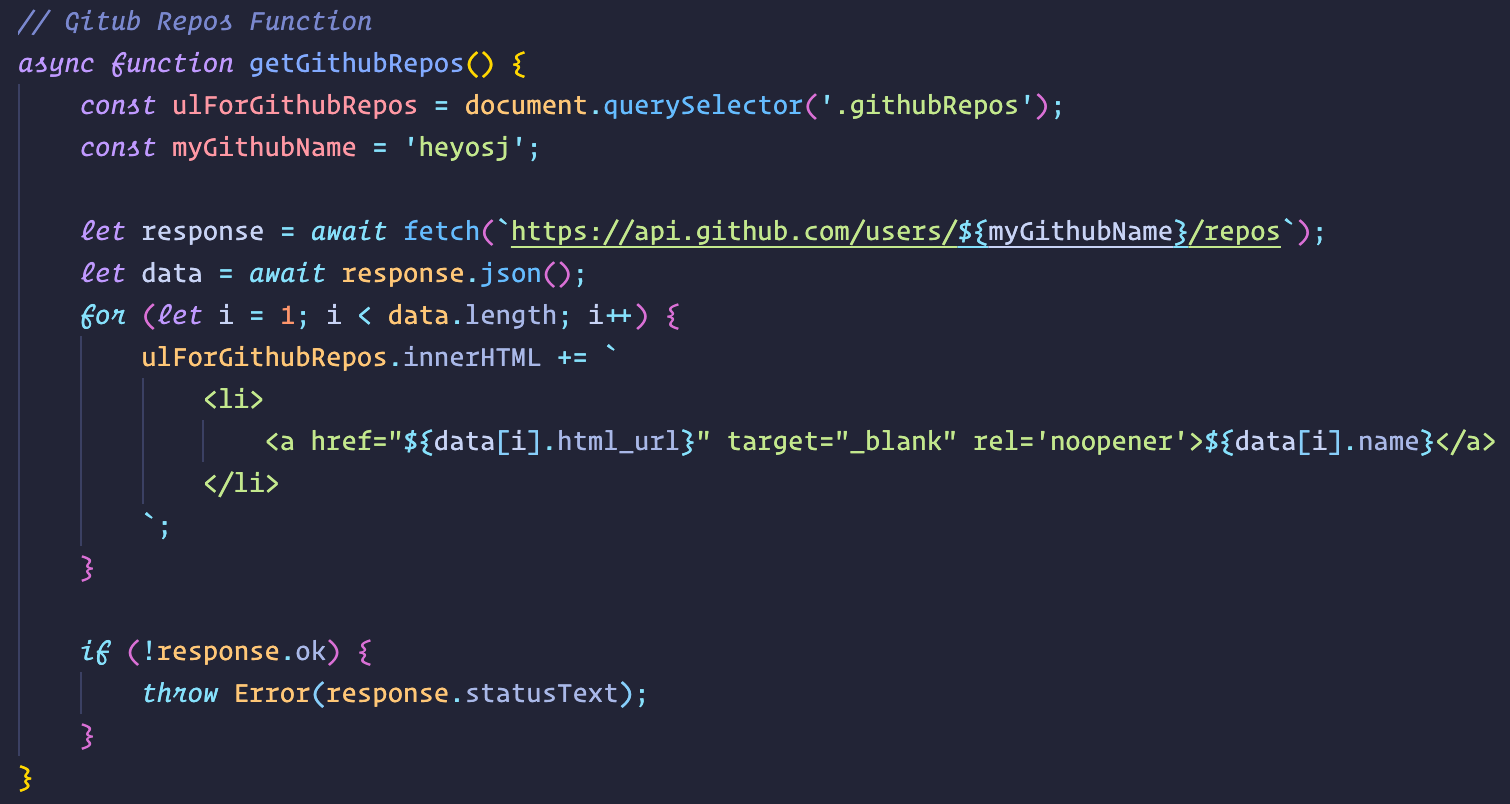 // Gitub Repos Function
async function getGithubRepos() {
    const ulForGithubRepos = document.querySelector('.githubRepos');
    const myGithubName = 'heyosj';

    let response = await fetch(`https://api.github.com/users/${myGithubName}/repos`);
    let data = await response.json();
    for (let i = 1; i < data.length; i++) {
        ulForGithubRepos.innerHTML += `
            <li>
                <a href="${data[i].html_url}" target="_blank" rel='noopener'>${data[i].name}</a>
            </li>
        `;
    }

    if (!response.ok) {
        throw Error(response.statusText);
    }
}